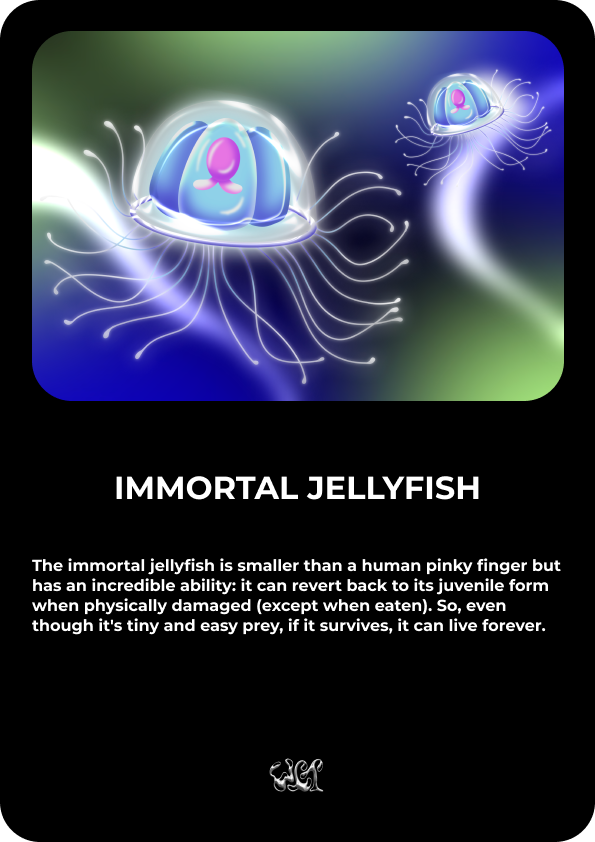 IMMORTAL JELLYFISH
The immortal jellyfish is smaller than a human pinky finger but
has an incredible ability: it can revert back to its juvenile form
when physically damaged (except when eaten). So, even
though it's tiny and easy prey, if it survives, it can live forever.